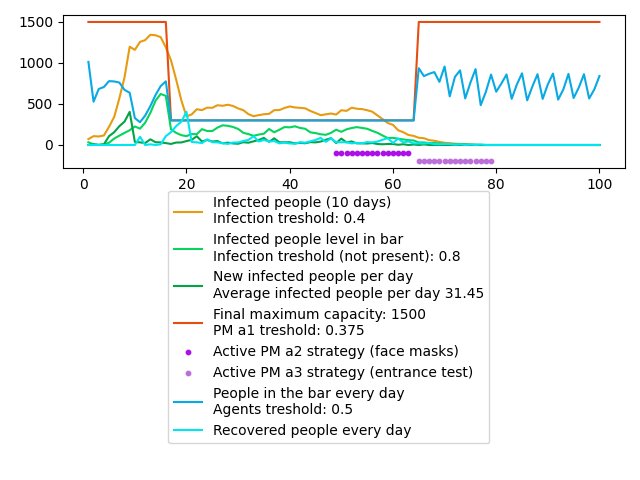 1500
1000
500
0
0 20 40 60 80 100
Infected people (10 days)
Infection treshold: 0.4
Infected people level in bar
Infection treshold (not present): 0.8
New infected people per day
Average infected people per day 31.45
Final maximum capacity: 1500
PM a1 treshold: 0.375
Active PM a2 strategy (face masks)
Active PM a3 strategy (entrance test)
People in the bar every day
Agents treshold: 0.5
Recovered people every day